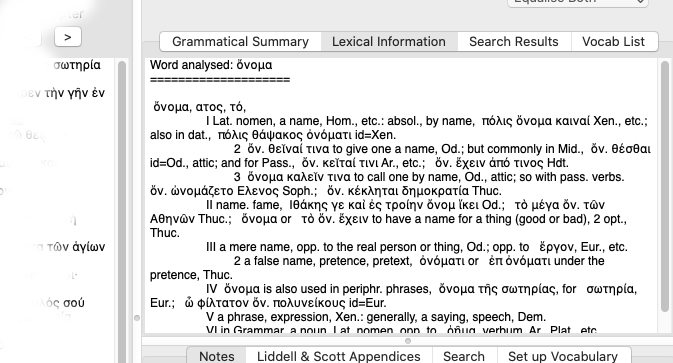 Equalise Both
>
Grammatical Summary
Lexical Information
Search Results
Vocab List
σωτηρία
τὴν γῆν ἐν
τῶν ἁγίων
σού
Word analysed: ὄνομα
====================
ὄνομα, ατος, τό,
I Lat. nomen, a name, Hom., etc.: absol., by name, πόλις ὄνομα καιναί Xen., etc.;
also in dat., πόλις θάψακος ὀνόματι id=Xen.
2 ὄν. θεῖναί τινα to give one a name, Od.; but commonly in Mid., ὄν. θέσθαι
id=Od., attic; and for Pass., ὄν. κεῖταί τινι Ar., etc.; ὄν. ἔχειν ἀπό τινος Hdt.
3 ὄνομα καλεῖν τινα to call one by name, Od., attic; so with pass. verbs.
ὄν. ὠνομάζετο Ελενος Soph.; ὄν. κέκληται δημοκρατία Thuc.
II name. fame, Ιθάκης γε καὶ ἐς τροίην ὄνομ ἵκει Od.; τὸ μέγα ὄν. τῶν
Αθηνῶν Thuc.; ὄνομα or τὸ ὄν. ἔχειν to have a name for a thing (good or bad), 2 opt.,
Thuc.
III a mere name, opp. to the real person or thing, Od.; opp. to ἔργον, Eur., etc.
2 a false name, pretence, pretext, ὀνόματι or ἐπ ὀνόματι under the
pretence, Thuc.
IV ὄνομα is also used in periphr. phrases, ὄνομα τῆς σωτηρίας, for σωτηρία,
Eur.; ὦ φίλτατον ὄν. πολυνείκους id=Eur.
V a phrase, expression, Xen.: generally, a saying, speech, Dem.
VI in Grammar, a noun, Lat. nomen, opp. to ῥῆμα, verbum, Ar., Plat., etc.
Notes
Liddell & Scott Appendices
Search
Set up Vocabulary